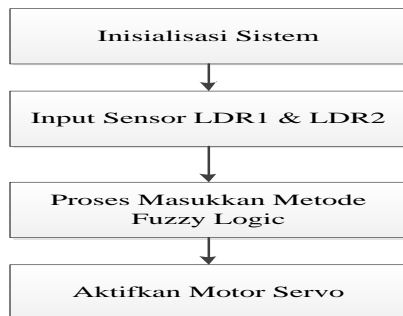 Inisialisasi Sistem
Input Sensor LDR1 & LDR2
Proses Masukkan Metode
Fuzzy Logic
Aktifkan Motor Servo